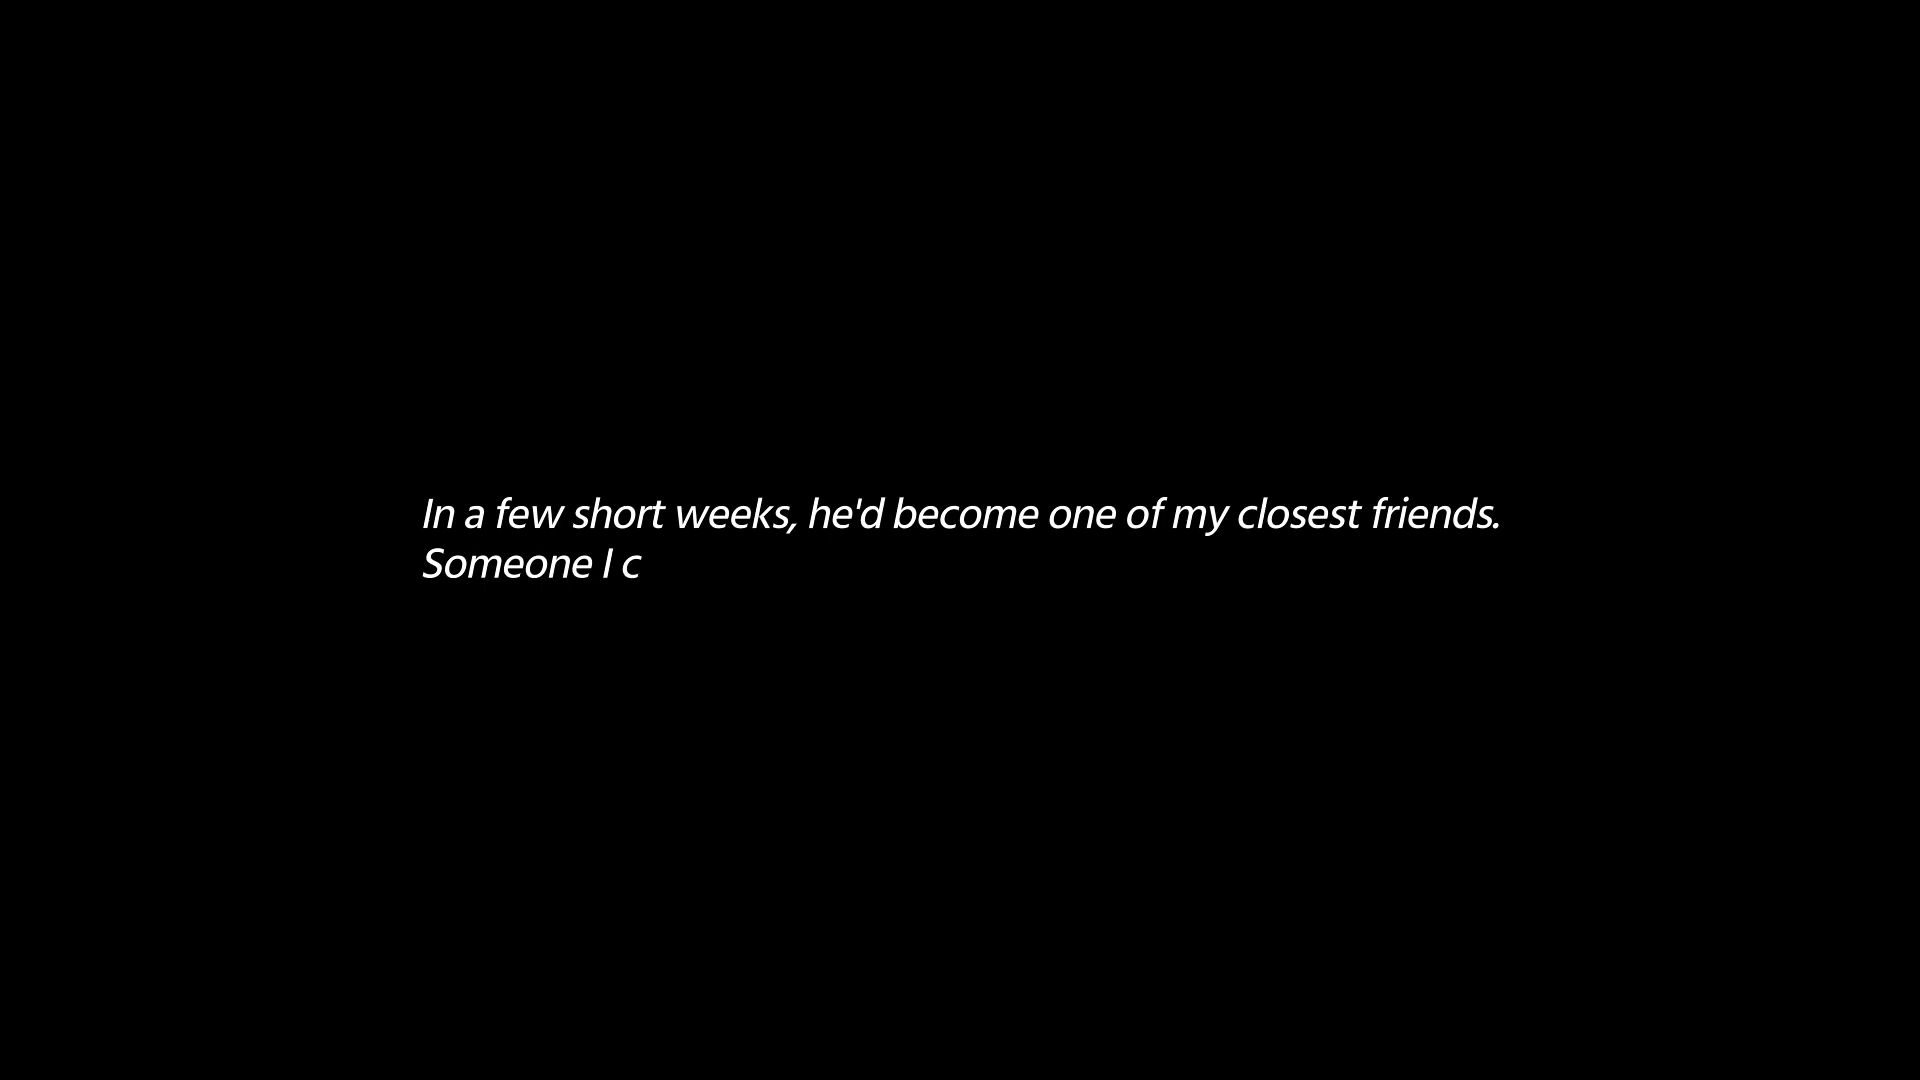 In a few short weeks, he'd become one of my closest friends.
Someone I c